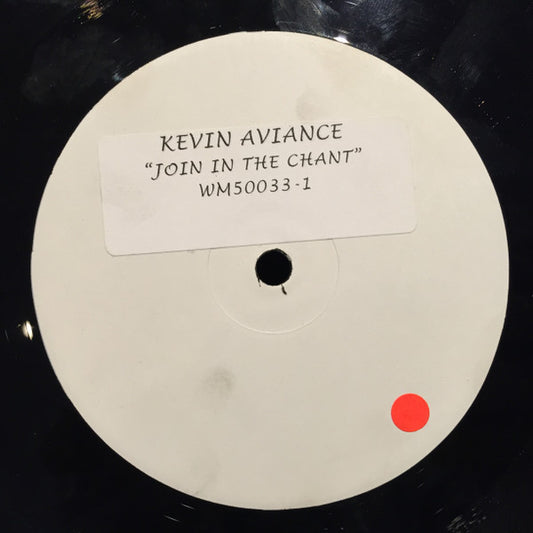 KEVIN AVIANCE
“JOIN IN THE CHANT”
WM50033-1